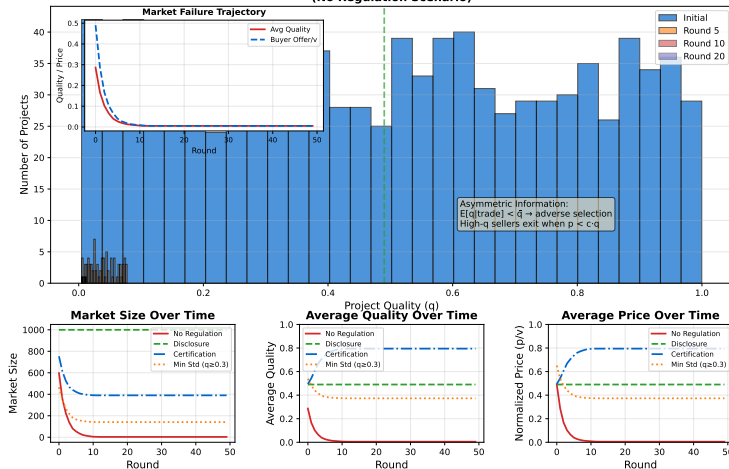 (No Regulation Scenario)
Market Failure Trajectory
Quality / Price
0.5
0.4
0.3
0.2
0.1
0.0
Avg Quality
Buyer Offer/v
0 10 20 30 40 50
Round
Initial
Round 5
Round 10
Round 20
Number of Projects
40
35
30
25
20
15
10
5
0
Asymmetric Information:
E[q|trade] < q̄ → adverse selection
High-q sellers exit when p < c·q
0.0 0.2 0.4 0.6 0.8 1.0
Project Quality (q)
Market Size Over Time
Market Size
1000
800
600
400
200
0
No Regulation
Disclosure
Certification
Min Std (q≥0.3)
0 10 20 30 40 50
Round
Average Quality Over Time
Average Quality
1.0
0.8
0.6
0.4
0.2
0.0
No Regulation
Disclosure
Certification
Min Std (q≥0.3)
0 10 20 30 40 50
Round
Average Price Over Time
Normalized Price (p/v)
1.0
0.8
0.6
0.4
0.2
0.0
No Regulation
Disclosure
Certification
Min Std (q≥0.3)
0 10 20 30 40 50
Round